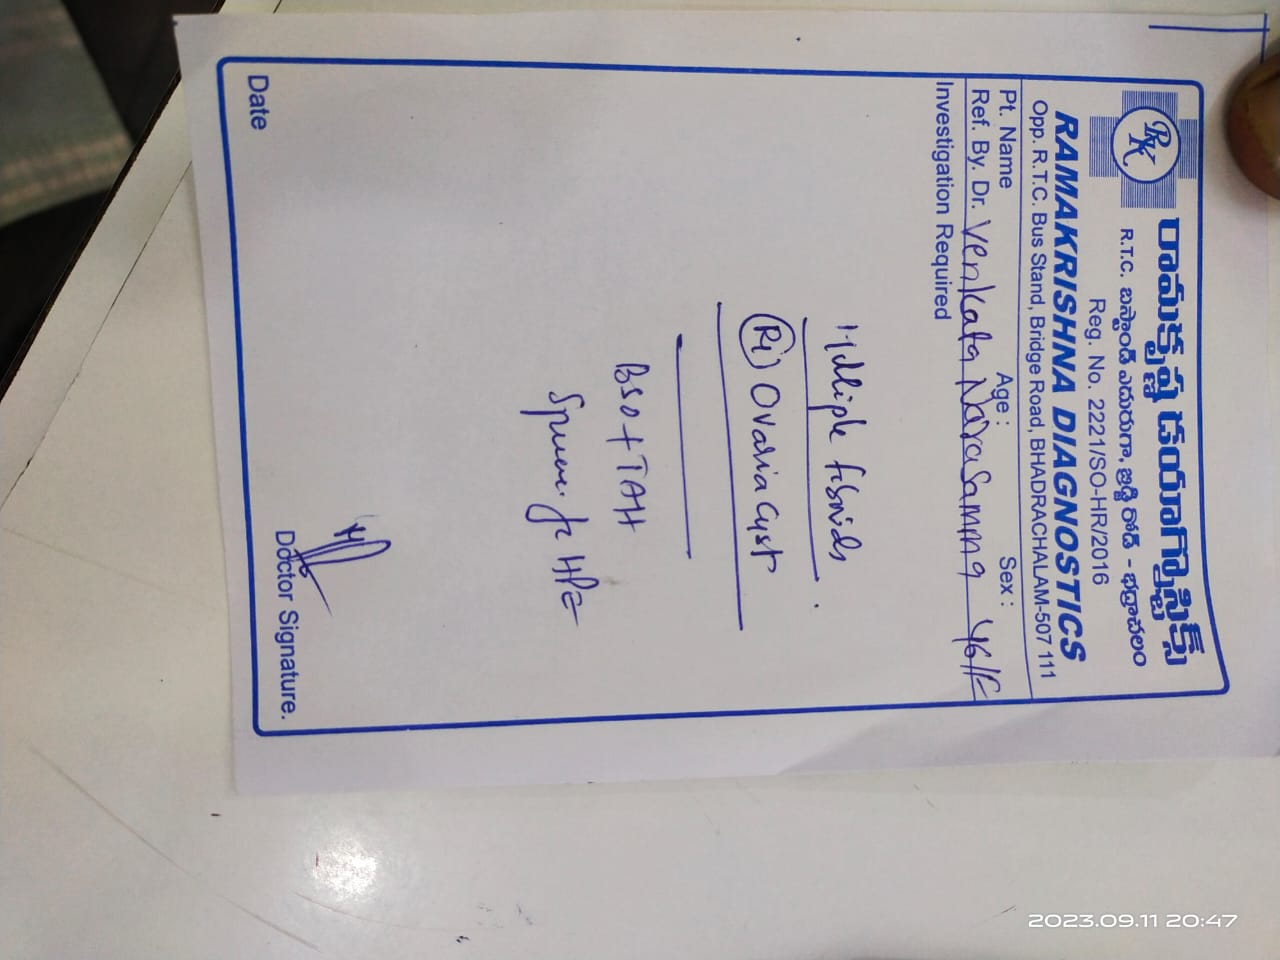 RK
రామకృష్ణ డయాగ్నొస్టిక్స్
R.T.C. బస్టాండ్ ఎదురుగా, బ్రిడ్జి రోడ్ - భద్రాచలం
Reg. No. 2221/SO-HR/2016
RAMAKRISHNA DIAGNOSTICS
Opp. R.T.C. Bus Stand, Bridge Road, BHADRACHALAM-507 111
Pt. Name Age : Sex :
Ref. By. Dr. Venkata Narasamma 46/F
Investigation Required
Multiple fibroids
(Rt) Ovarian Cyst
BSO + TAH
for HPE
Date Doctor Signature.
2023.09.11 20:47